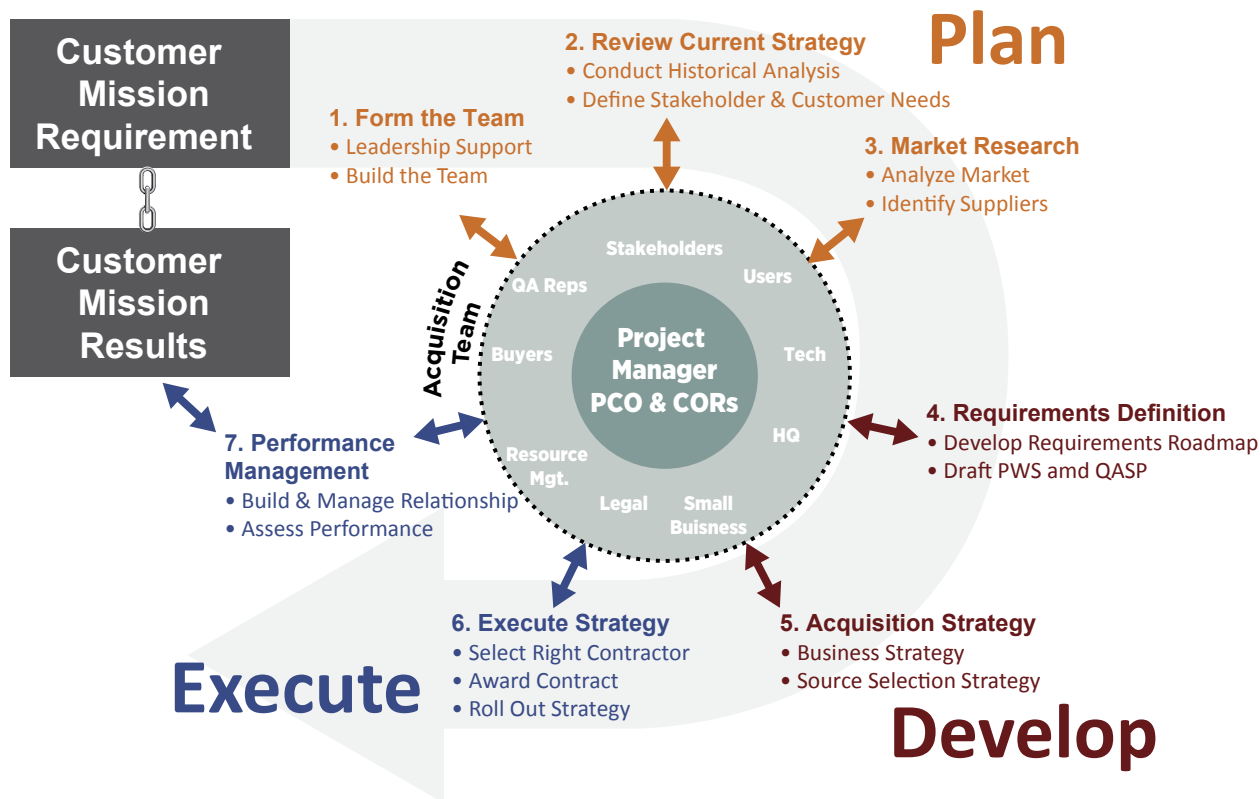 Customer
Mission
Requirement
Customer
Mission
Results
Plan
1. Form the Team
• Leadership Support
• Build the Team
2. Review Current Strategy
• Conduct Historical Analysis
• Define Stakeholder & Customer Needs
3. Market Research
• Analyze Market
• Identify Suppliers
4. Requirements Definition
• Develop Requirements Roadmap
• Draft PWS amd QASP
5. Acquisition Strategy
• Business Strategy
• Source Selection Strategy
Develop
6. Execute Strategy
• Select Right Contractor
• Award Contract
• Roll Out Strategy
Execute
7. Performance
Management
• Build & Manage Relationship
• Assess Performance
Acquisition
Team
Stakeholders
Users
Tech
HQ
Small
Buisness
Legal
Resource
Mgt.
Buyers
QA Reps
Project
Manager
PCO & CORs